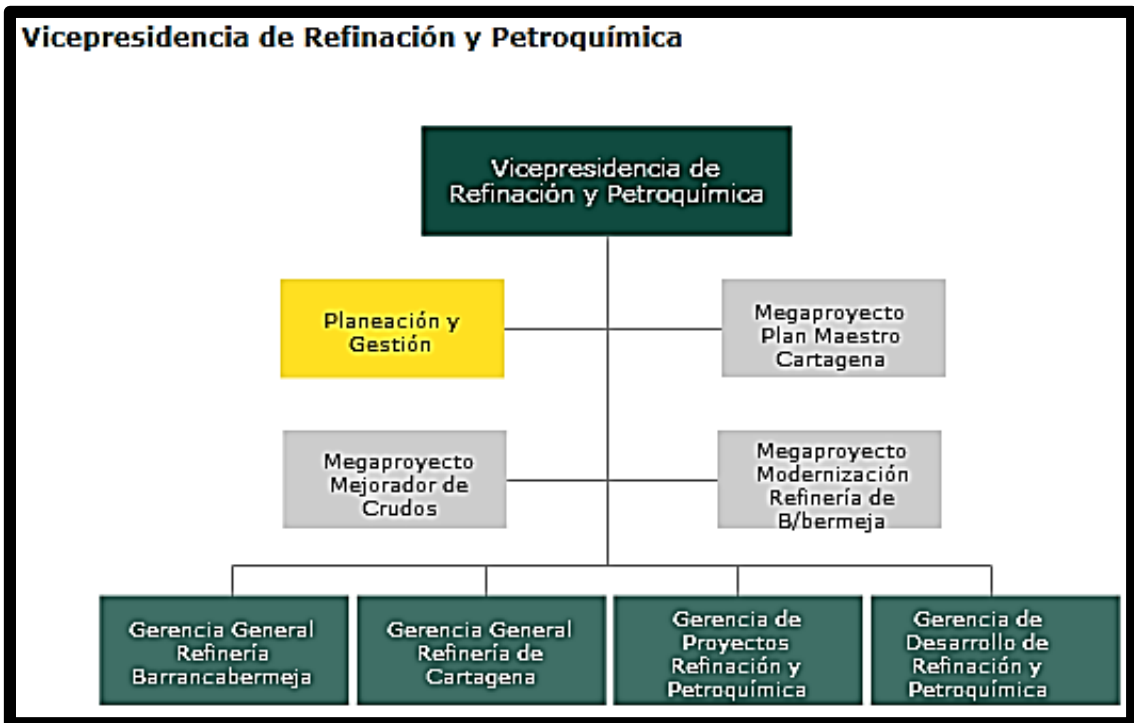 Vicepresidencia de Refinación y Petroquímica
Vicepresidencia de
Refinación y Petroquímica
Planeación y
Gestión
Megaproyecto
Plan Maestro
Cartagena
Megaproyecto
Mejorador de
Crudos
Megaproyecto
Modernización
Refinería de
B/bermeja
Gerencia General
Refinería
Barrancabermeja
Gerencia General
Refinería de
Cartagena
Gerencia de
Proyectos
Refinación y
Petroquímica
Gerencia de
Desarrollo de
Refinación y
Petroquímica